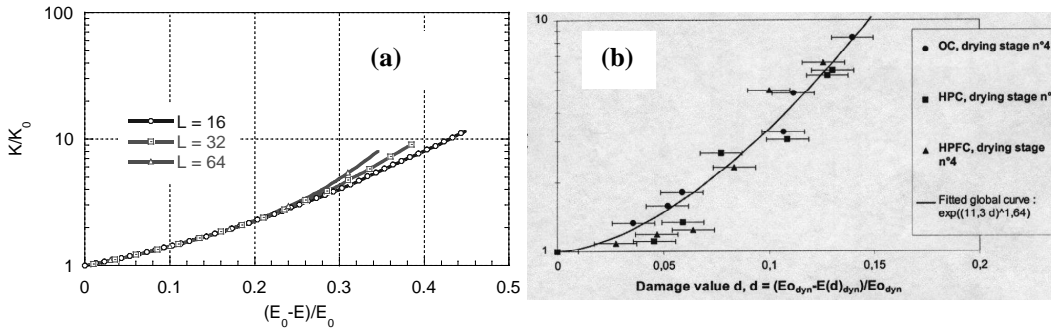 100
10
1
K/K0
(a)
L = 16
L = 32
L = 64
0
0.1
0.2
0.3
0.4
0.5
(E0-E)/E0
10
1
(b)
OC, drying stage n°4
HPC, drying stage n°
HPFC, drying stage
n°4
Fitted global curve :
exp((11,3 d)^1,64)
0
0,05
0,1
0,15
0,2
Damage value d, d = (Eodyn-E(d)dyn)/Eodyn